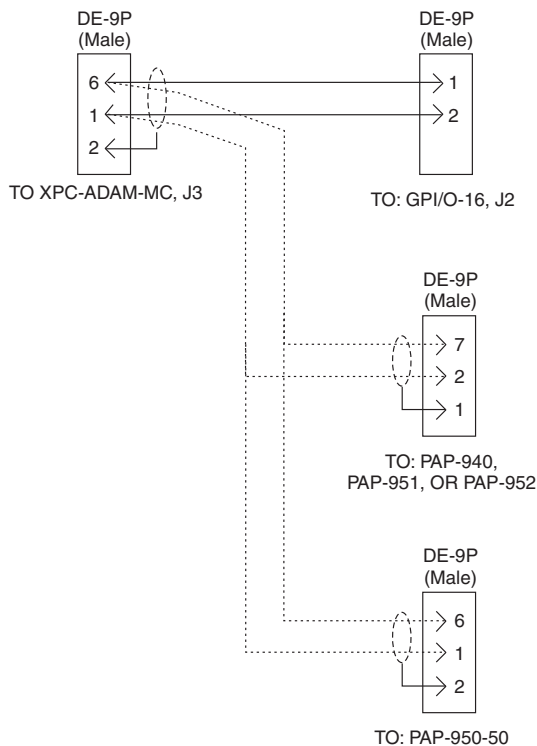 DE-9P
(Male)
6
1
2
TO XPC-ADAM-MC, J3
DE-9P
(Male)
1
2
TO: GPI/O-16, J2
DE-9P
(Male)
7
2
1
TO: PAP-940,
PAP-951, OR PAP-952
DE-9P
(Male)
6
1
2
TO: PAP-950-50